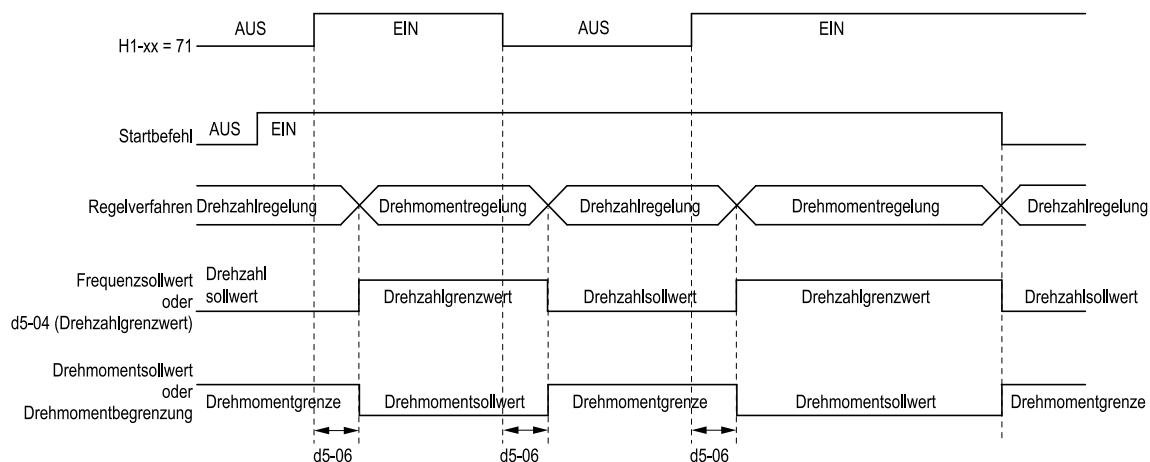 H1-xx = 71
AUS
EIN
AUS
EIN
Startbefehl
AUS
EIN
Regelverfahren
Drehzahlregelung
Drehmomentregelung
Drehzahlregelung
Drehmomentregelung
Drehzahlregelung
Frequenzsollwert
oder
d5-04 (Drehzahlgrenzwert)
Drehzahl
sollwert
Drehzahlgrenzwert
Drehzahlsollwert
Drehzahlgrenzwert
Drehzahlsollwert
Drehmomentsollwert
oder
Drehmomentbegrenzung
Drehmomentgrenze
Drehmomentsollwert
Drehmomentgrenze
Drehmomentsollwert
Drehmomentgrenze
d5-06
d5-06
d5-06